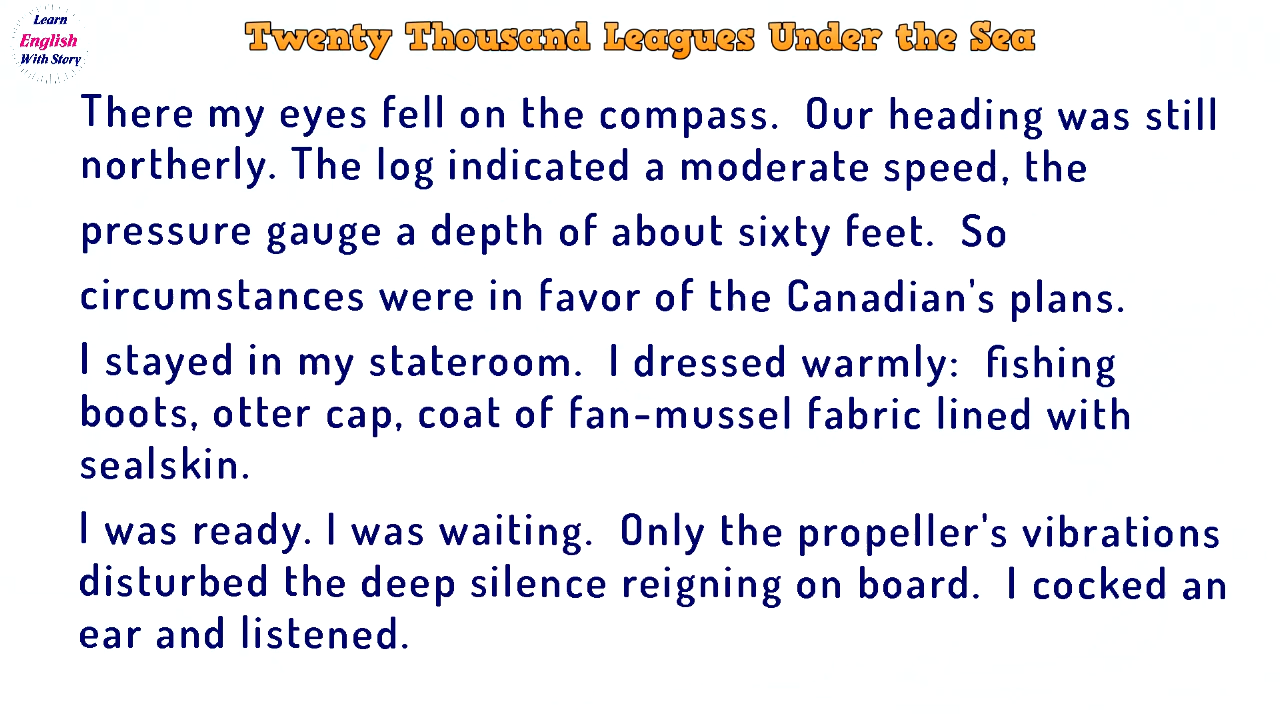 Learn
English
With Story
Twenty Thousand Leagues Under the Sea
There my eyes fell on the compass. Our heading was still
northerly. The log indicated a moderate speed, the
pressure gauge a depth of about sixty feet. So
circumstances were in favor of the Canadian's plans.
I stayed in my stateroom. I dressed warmly: fishing
boots, otter cap, coat of fan-mussel fabric lined with
sealskin.
I was ready. I was waiting. Only the propeller's vibrations
disturbed the deep silence reigning on board. I cocked an
ear and listened.